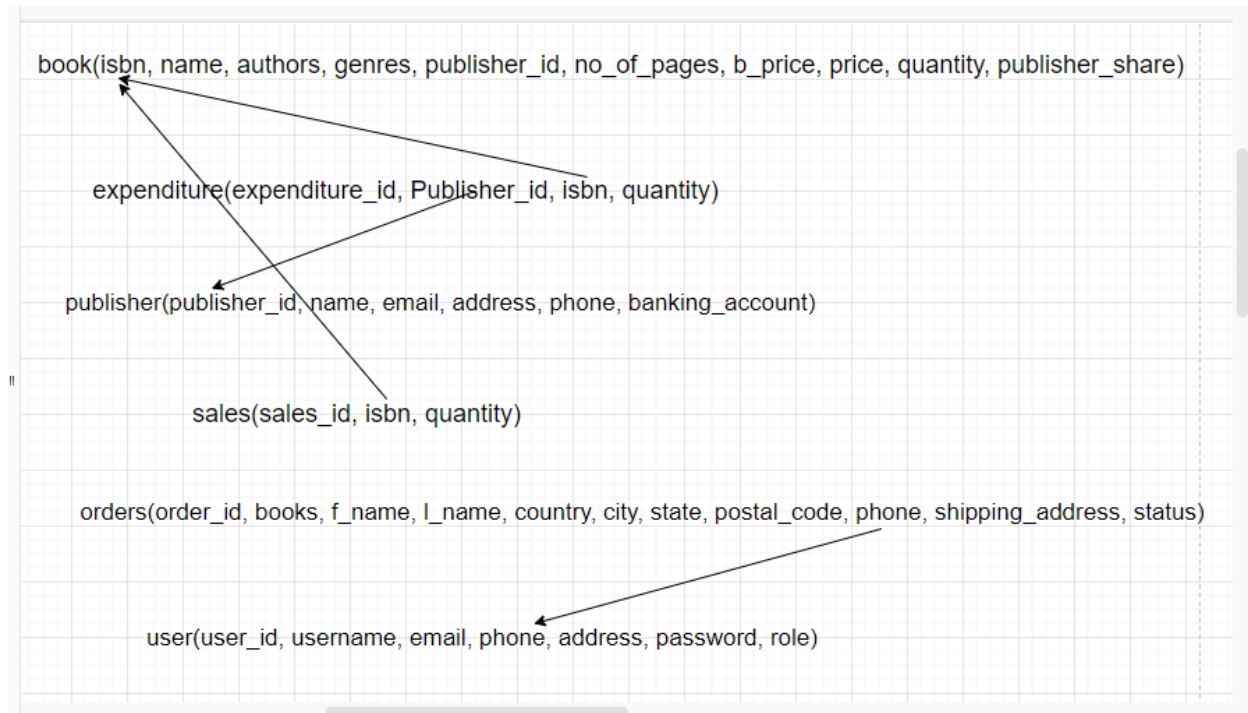 book(isbn, name, authors, genres, publisher_id, no_of_pages, b_price, price, quantity, publisher_share)
expenditure(expenditure_id, Publisher_id, isbn, quantity)
publisher(publisher_id, name, email, address, phone, banking_account)
sales(sales_id, isbn, quantity)
orders(order_id, books, f_name, l_name, country, city, state, postal_code, phone, shipping_address, status)
user(user_id, username, email, phone, address, password, role)